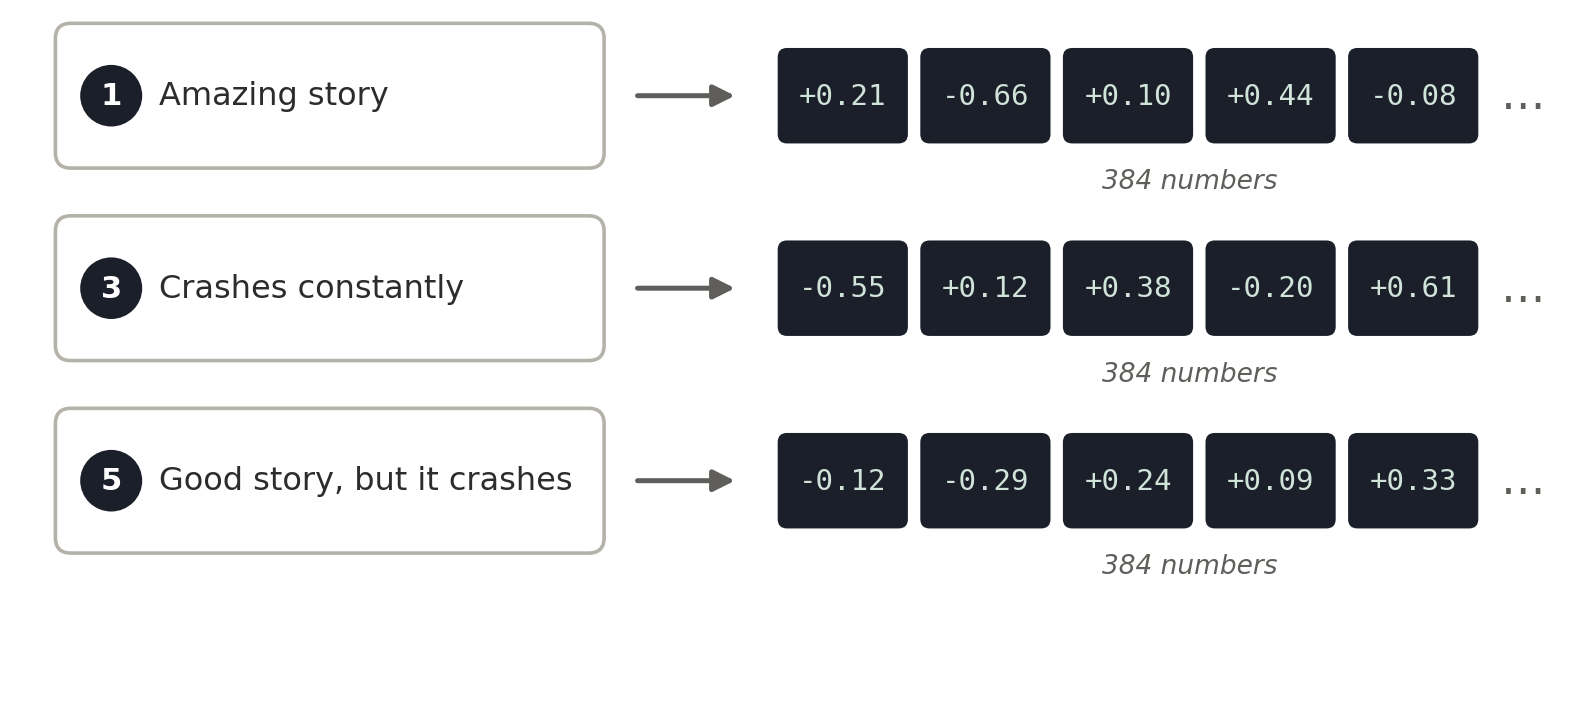 1 Amazing story +0.21 -0.66 +0.10 +0.44 -0.08 ...
384 numbers
3 Crashes constantly -0.55 +0.12 +0.38 -0.20 +0.61 ...
384 numbers
5 Good story, but it crashes -0.12 -0.29 +0.24 +0.09 +0.33 ...
384 numbers